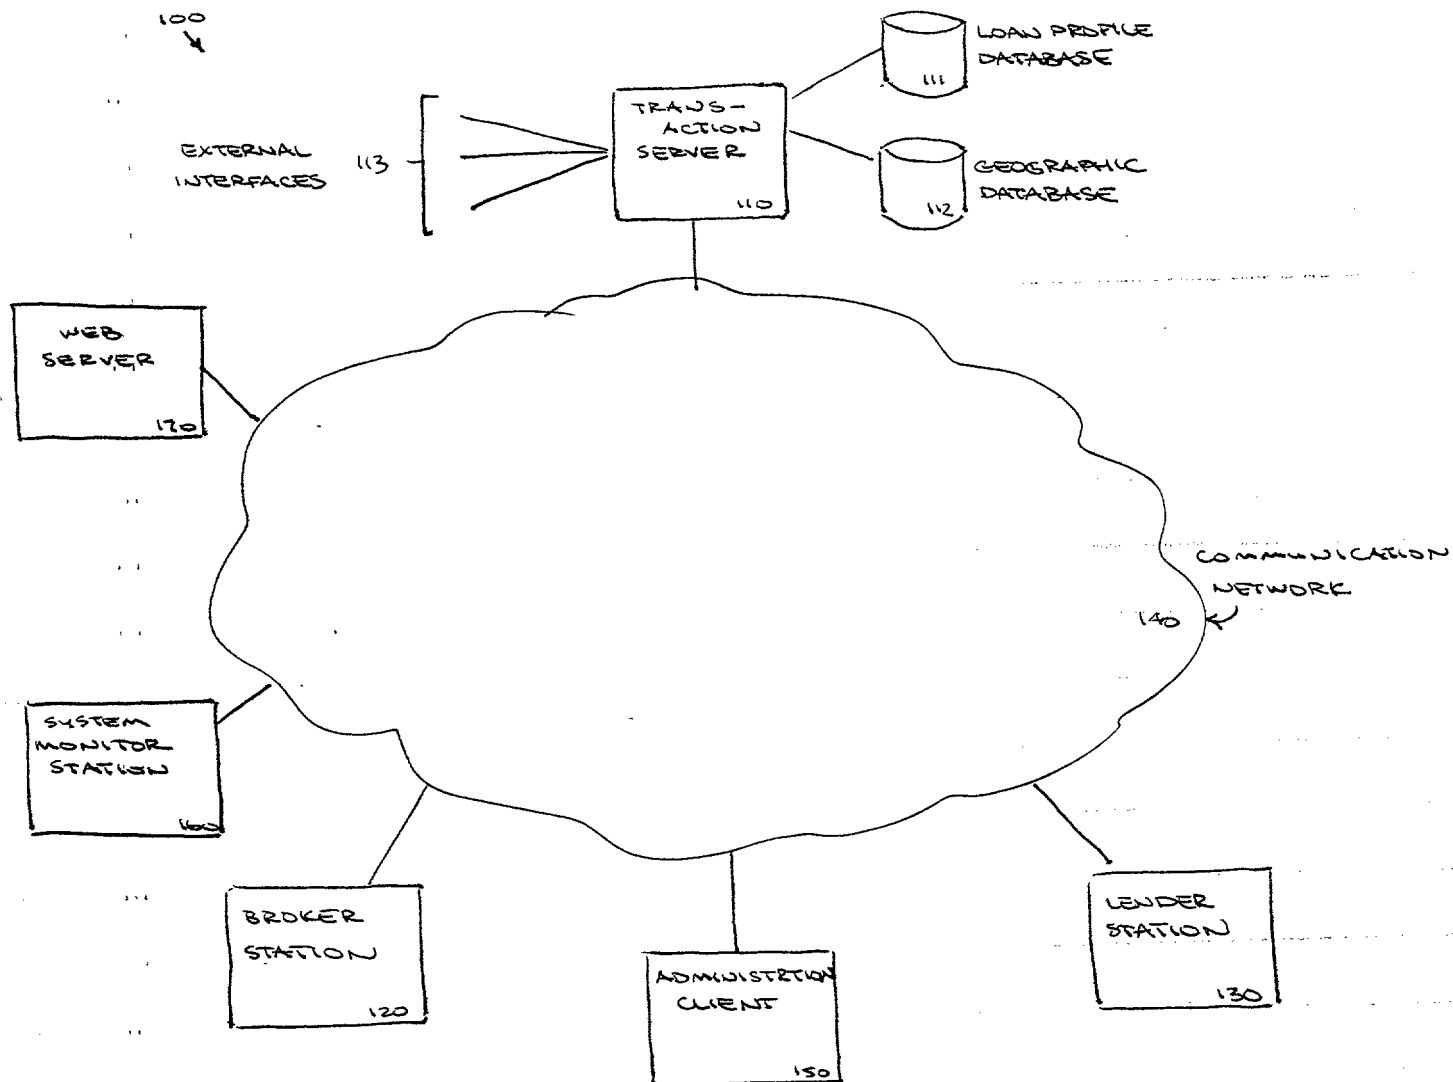 100
LOAN PROFILE
DATABASE
111
TRANS-
ACTION
SERVER
110
EXTERNAL
INTERFACES
113
GEOGRAPHIC
DATABASE
112
WEB
SERVER
170
COMMUNICATION
NETWORK
140
SYSTEM
MONITOR
STATION
160
BROKER
STATION
120
ADMINISTRTION
CLIENT
150
LENDER
STATION
130